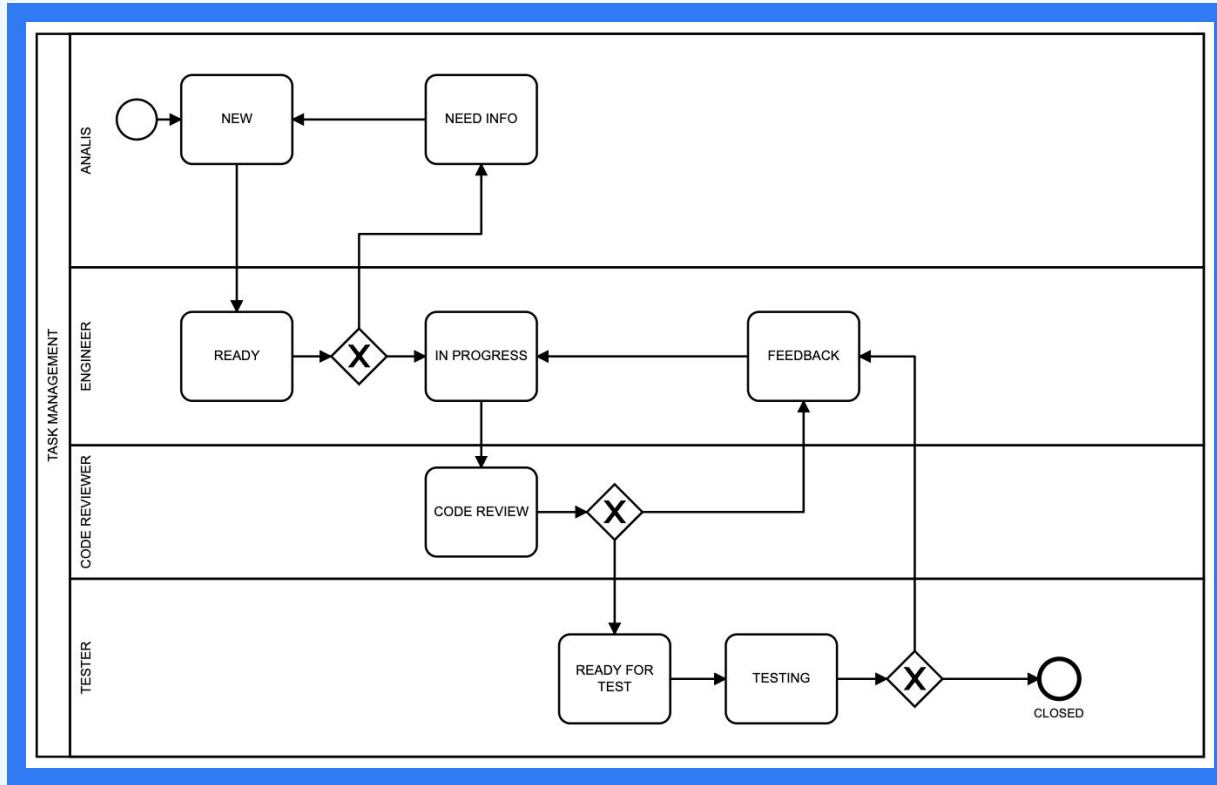 TASK MANAGEMENT
ANALIS
NEW
NEED INFO
ENGINEER
READY
X
IN PROGRESS
FEEDBACK
CODE REVIEWER
CODE REVIEW
X
TESTER
READY FOR
TEST
TESTING
X
CLOSED